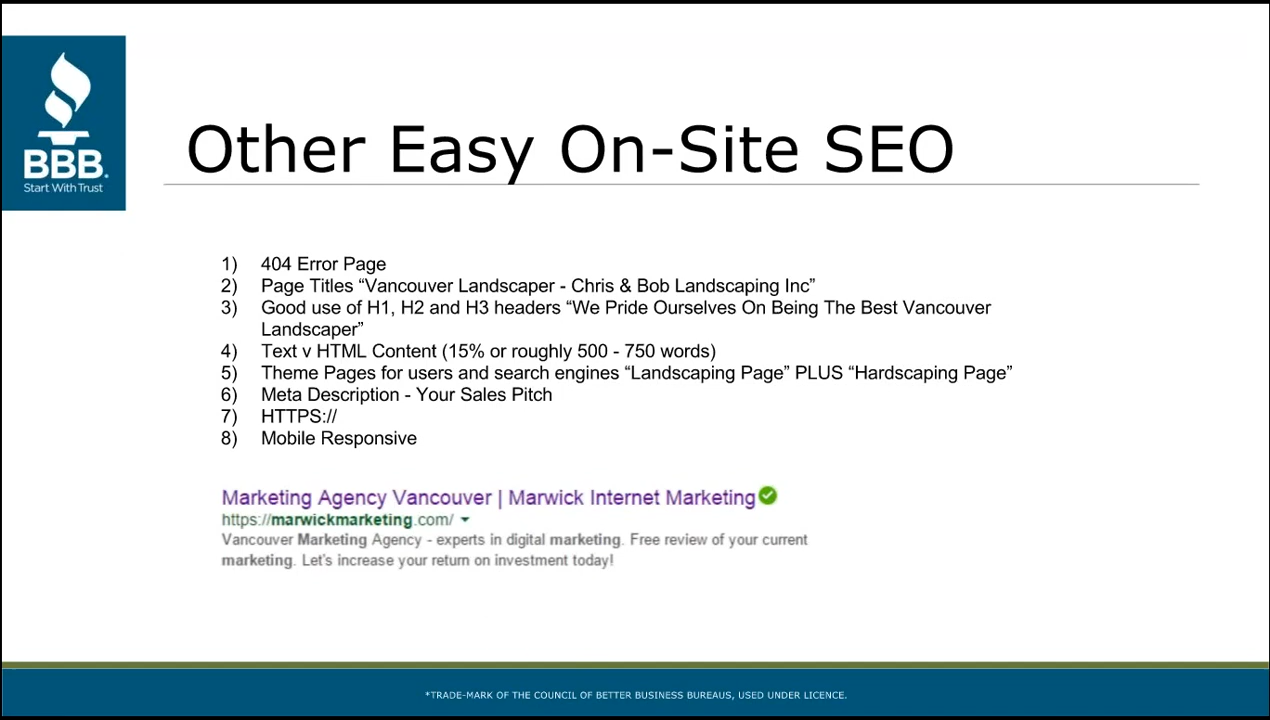 BBB.
Start With Trust
Other Easy On-Site SEO
1) 404 Error Page
2) Page Titles “Vancouver Landscaper - Chris & Bob Landscaping Inc”
3) Good use of H1, H2 and H3 headers “We Pride Ourselves On Being The Best Vancouver
Landscaper”
4) Text v HTML Content (15% or roughly 500 - 750 words)
5) Theme Pages for users and search engines “Landscaping Page” PLUS “Hardscaping Page”
6) Meta Description - Your Sales Pitch
7) HTTPS://
8) Mobile Responsive
Marketing Agency Vancouver | Marwick Internet Marketing
https://marwickmarketing.com/
Vancouver Marketing Agency - experts in digital marketing. Free review of your current
marketing. Let's increase your return on investment today!
*TRADE-MARK OF THE COUNCIL OF BETTER BUSINESS BUREAUS, USED UNDER LICENCE.